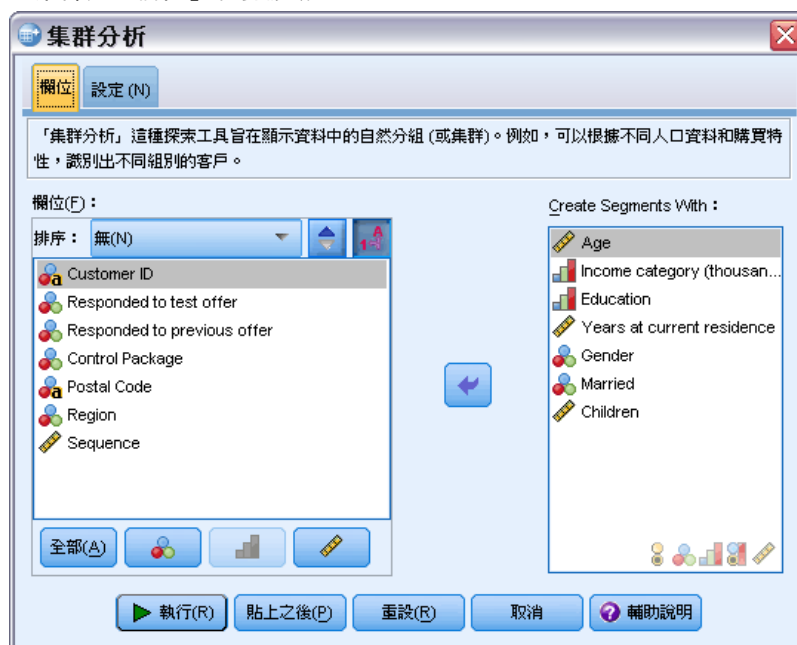 集群分析
欄位
設定 (N)
「集群分析」這種探索工具旨在顯示資料中的自然分組 (或集群)。例如，可以根據不同人口資料和購買特
性，識別出不同組別的客戶。
欄位(F)：
排序： 無(N)
Customer ID
Responded to test offer
Responded to previous offer
Control Package
Postal Code
Region
Sequence
全部(A)
Create Segments With：
Age
Income category (thousan...
Education
Years at current residence
Gender
Married
Children
執行(R)
貼上之後(P)
重設(R)
取消
輔助說明